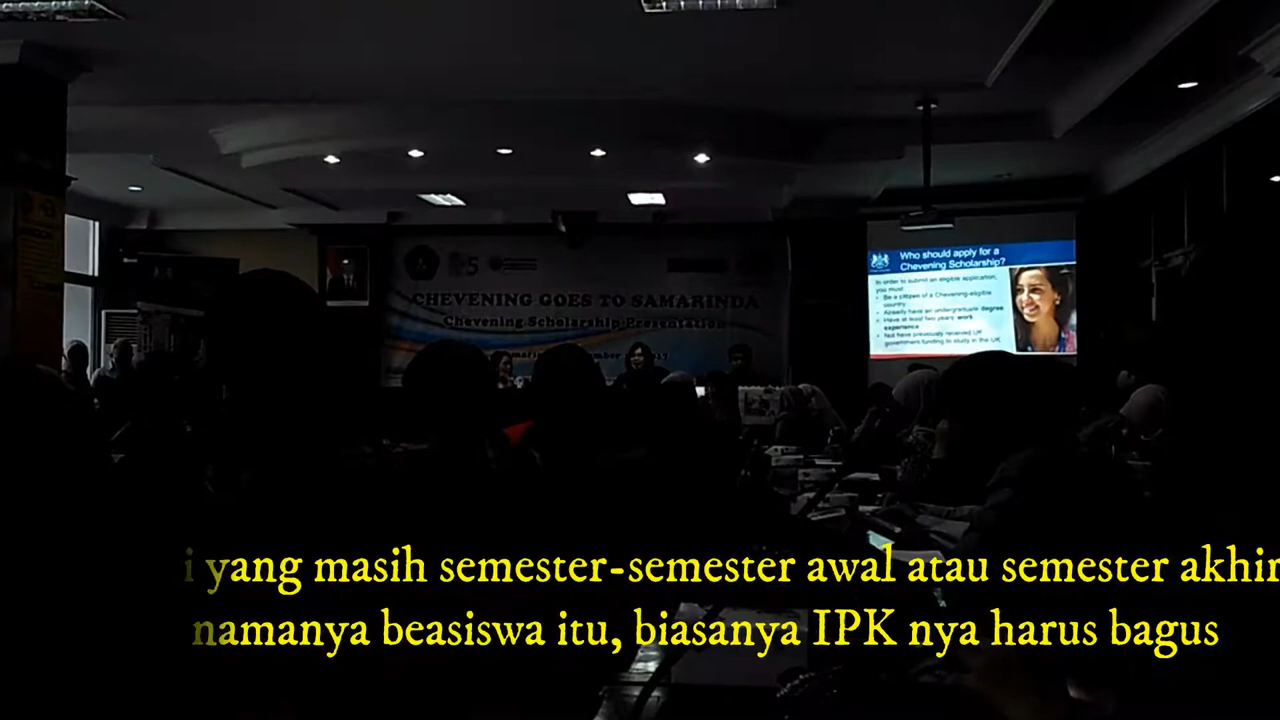 CHEVENING GOES TO SAMARINDA
Chevening Scholarship Presentation
Who should apply for a
Chevening Scholarship?
In order to submit an eligible application,
you must
Be a citizen of a Chevening-eligible
country
Already have an undergraduate degree
Have at least two years' work
experience
Not have previously received UK
government funding to study in the UK
i yang masih semester-semester awal atau semester akhir
namanya beasiswa itu, biasanya IPK nya harus bagus